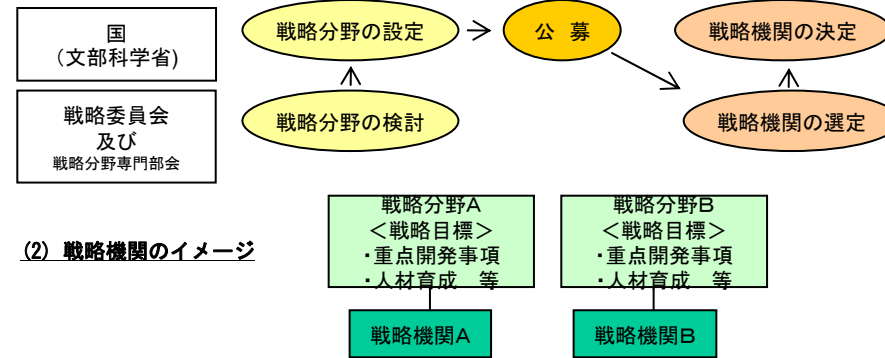 国
（文部科学省)
戦略分野の設定
公　募
戦略機関の決定
戦略委員会
及び
戦略分野専門部会
戦略分野の検討
戦略機関の選定
(2) 戦略機関のイメージ
戦略分野A
＜戦略目標＞
・重点開発事項
・人材育成　等
戦略分野B
＜戦略目標＞
・重点開発事項
・人材育成　等
戦略機関A
戦略機関B